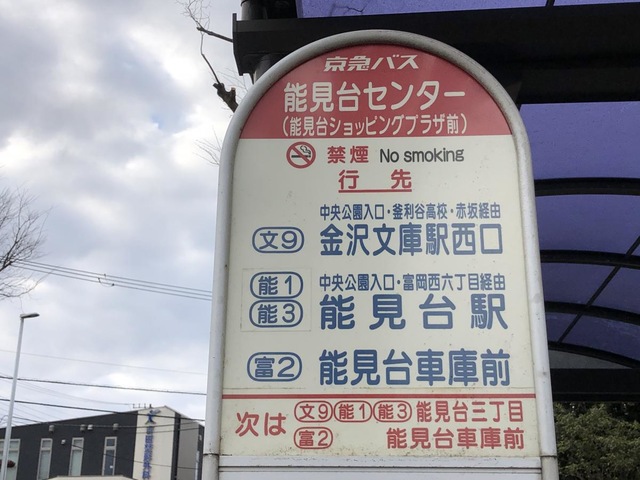 京急バス
能見台センター
(能見台ショッピングプラザ前)
禁煙 No smoking
行先
中央公園入口・釜利谷高校・赤坂経由
文9 金沢文庫駅西口
中央公園入口・富岡西六丁目経由
能1 能3 能見台駅
富2 能見台車庫前
次は 文9 能1 能3 能見台三丁目
富2 能見台車庫前